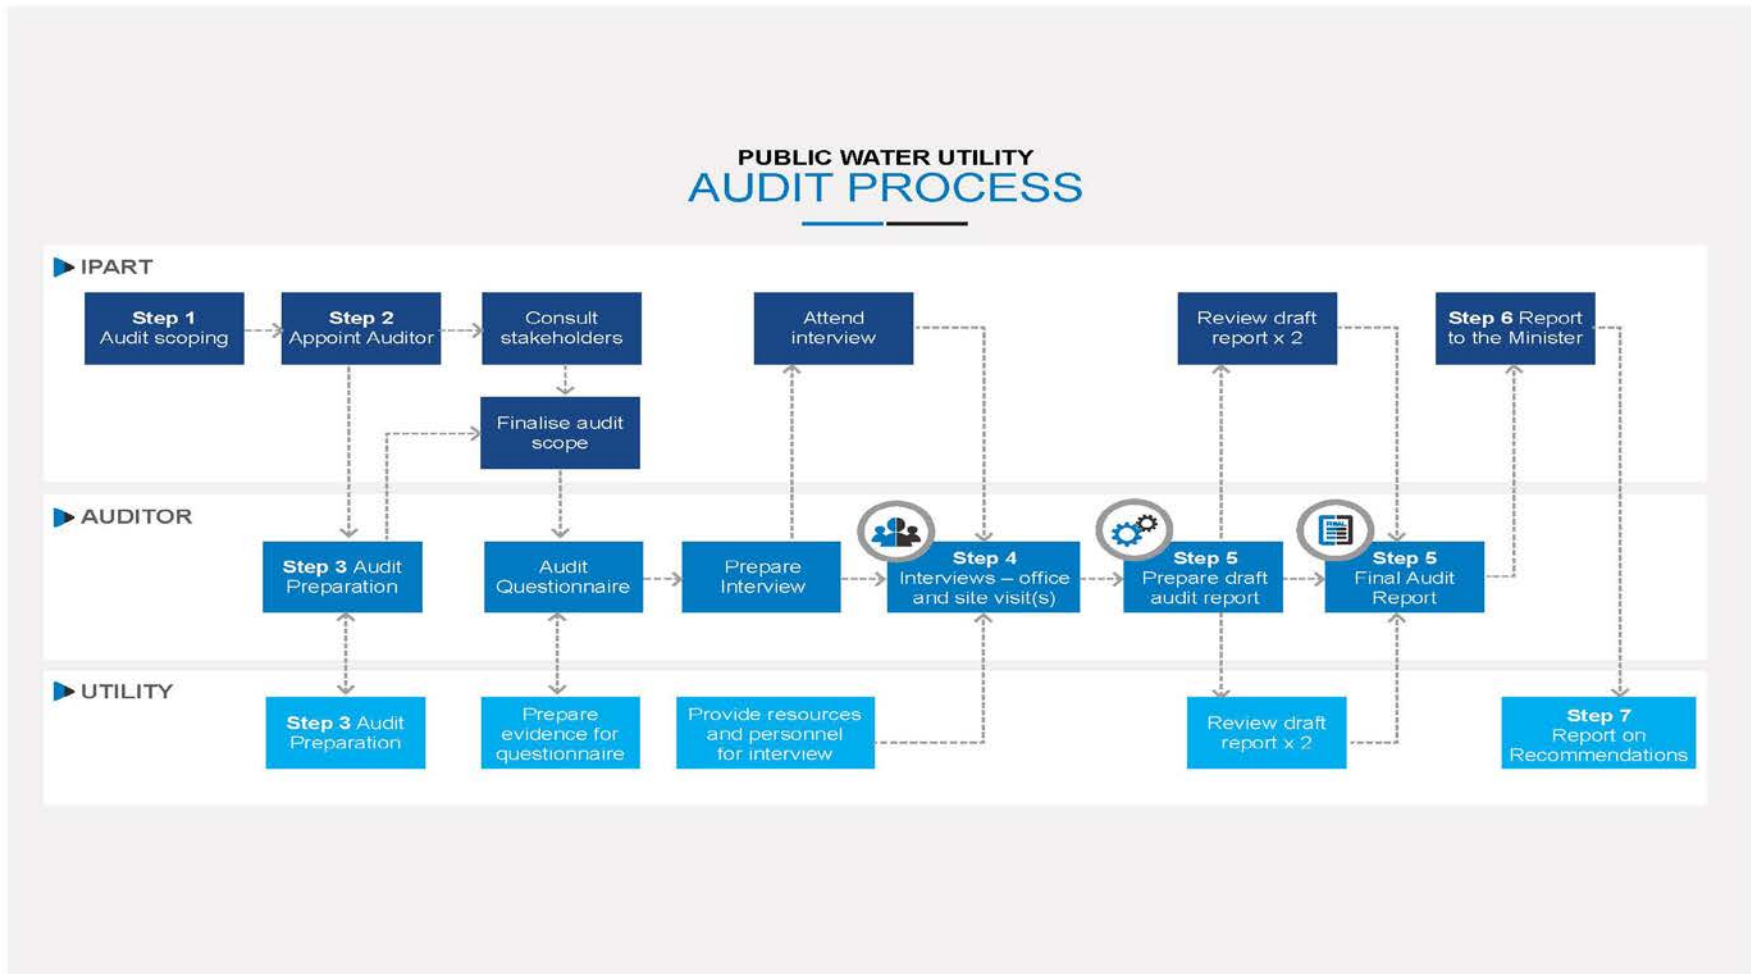 PUBLIC WATER UTILITY
AUDIT PROCESS
IPART
Step 1
Audit scoping
Step 2
Appoint Auditor
Consult
stakeholders
Attend
interview
Review draft
report x 2
Step 6 Report
to the Minister
Finalise audit
scope
AUDITOR
Step 3 Audit
Preparation
Audit
Questionnaire
Prepare
Interview
Step 4
Interviews – office
and site visit(s)
Step 5
Prepare draft
audit report
FINAL
Step 5
Final Audit
Report
UTILITY
Step 3 Audit
Preparation
Prepare
evidence for
questionnaire
Provide resources
and personnel
for interview
Review draft
report x 2
Step 7
Report on
Recommendations